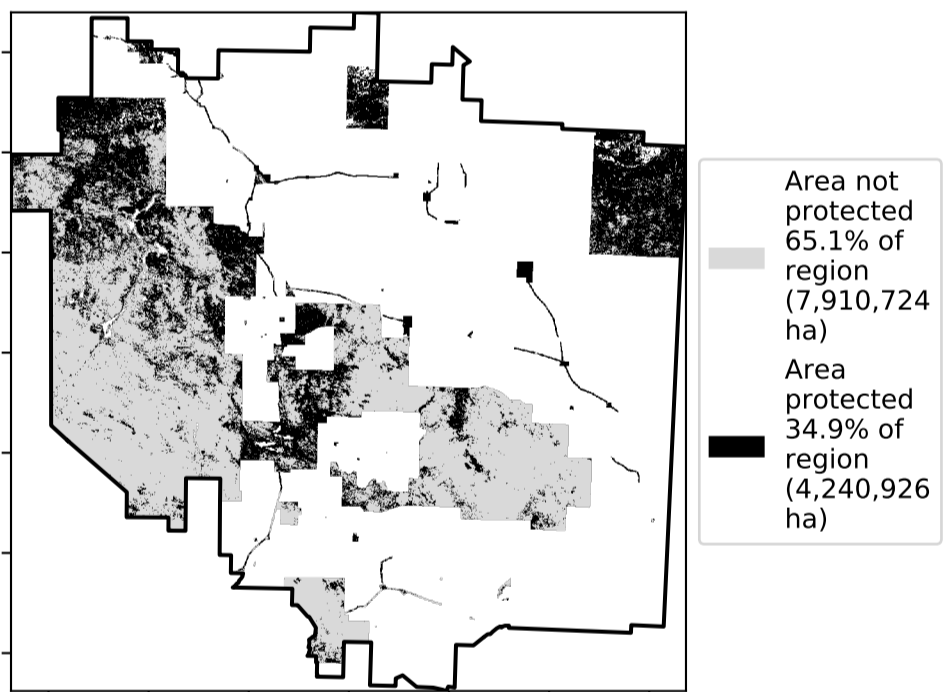 Area not
protected
65.1% of
region
(7,910,724
ha)
Area
protected
34.9% of
region
(4,240,926
ha)